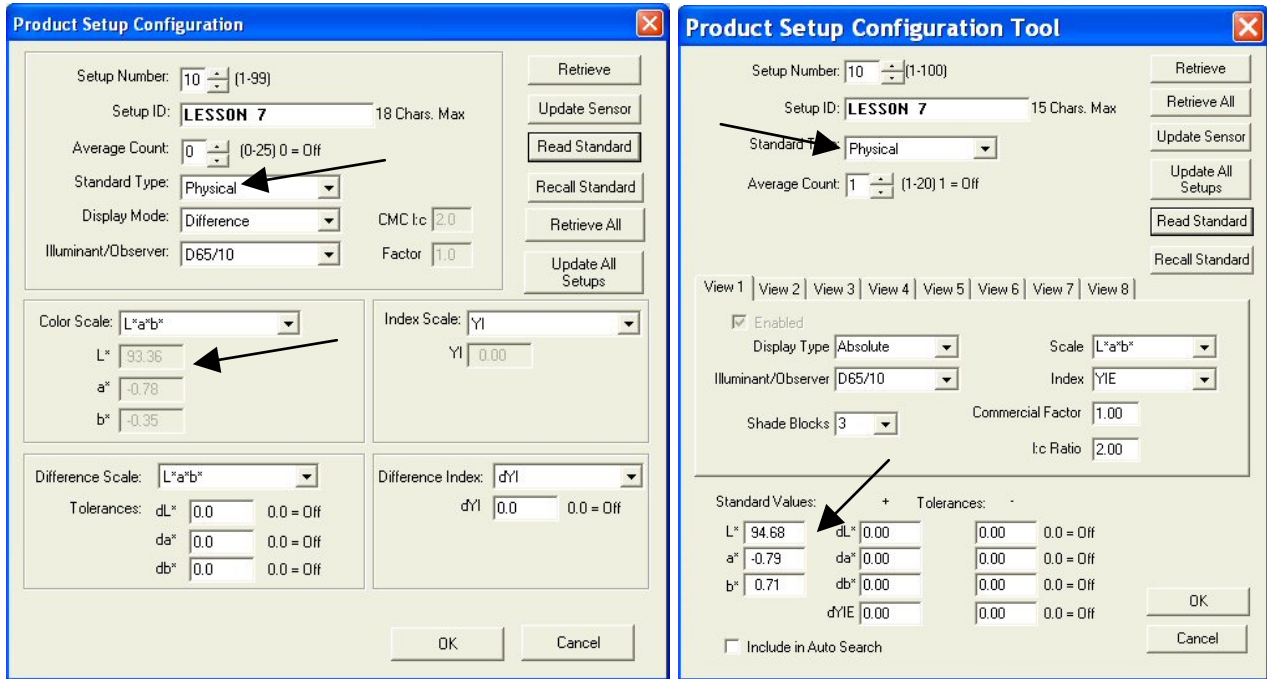 Product Setup Configuration
Setup Number: 10 (1-99)
Retrieve
Setup ID: LESSON 7 18 Chars. Max
Update Sensor
Average Count: 0 (0-25) 0 = Off
Read Standard
Standard Type: Physical
Recall Standard
Display Mode: Difference CMC l:c 2.0
Retrieve All
Illuminant/Observer: D65/10 Factor 1.0
Update All
Setups
Color Scale: L*a*b*
L* 93.36
a* -0.78
b* -0.35
Index Scale: YI
YI 0.00
Difference Scale: L*a*b*
Tolerances: dL* 0.0 0.0 = Off
da* 0.0 0.0 = Off
db* 0.0 0.0 = Off
Difference Index: dYI
dYI 0.0 0.0 = Off
OK Cancel
Product Setup Configuration Tool
Setup Number: 10 (1-100)
Retrieve
Setup ID: LESSON 7 15 Chars. Max
Retrieve All
Standard Physical
Update Sensor
Average Count: 1 (1-20) 1 = Off
Update All
Setups
Read Standard
Recall Standard
View 1 View 2 View 3 View 4 View 5 View 6 View 7 View 8
Enabled
Display Type Absolute Scale L*a*b*
Illuminant/Observer D65/10 Index YIE
Shade Blocks 3 Commercial Factor 1.00
l:c Ratio 2.00
Standard Values: + Tolerances: -
L* 94.68 dL* 0.00 0.00 0.0 = Off
a* -0.79 da* 0.00 0.00 0.0 = Off
b* 0.71 db* 0.00 0.00 0.0 = Off
dYIE 0.00 0.00 0.0 = Off
OK
Include in Auto Search
Cancel